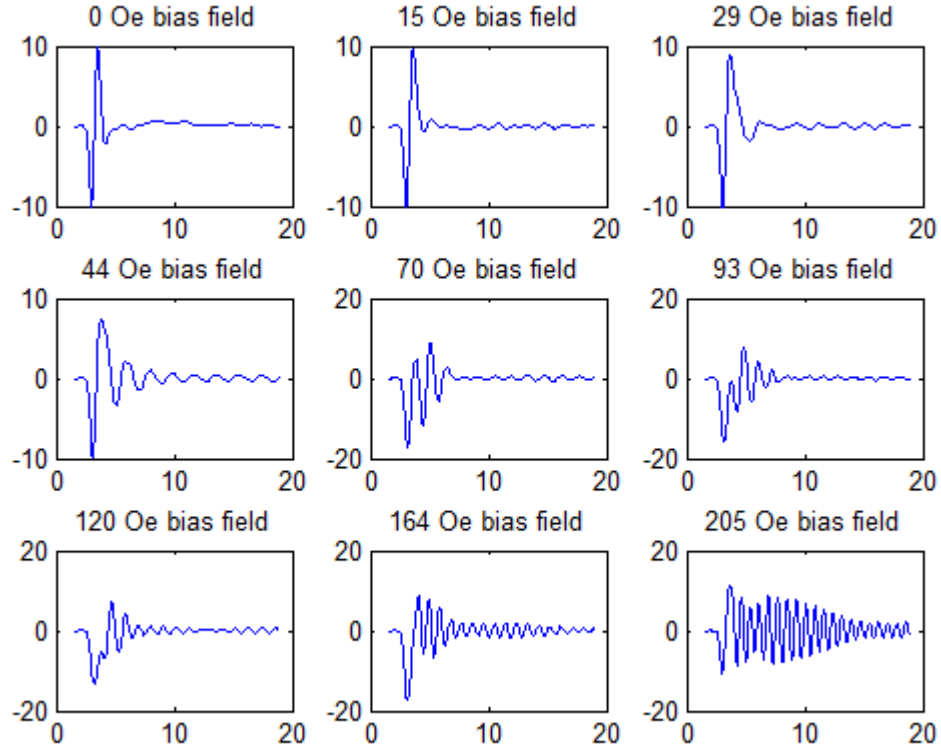 0 Oe bias field 15 Oe bias field 29 Oe bias field
10 10 10
0 0 0
-10 -10 -10
0 10 20 0 10 20 0 10 20
44 Oe bias field 70 Oe bias field 93 Oe bias field
10 20 20
0 0 0
-10 -20 -20
0 10 20 0 10 20 0 10 20
120 Oe bias field 164 Oe bias field 205 Oe bias field
20 20 20
0 0 0
-20 -20 -20
0 10 20 0 10 20 0 10 20